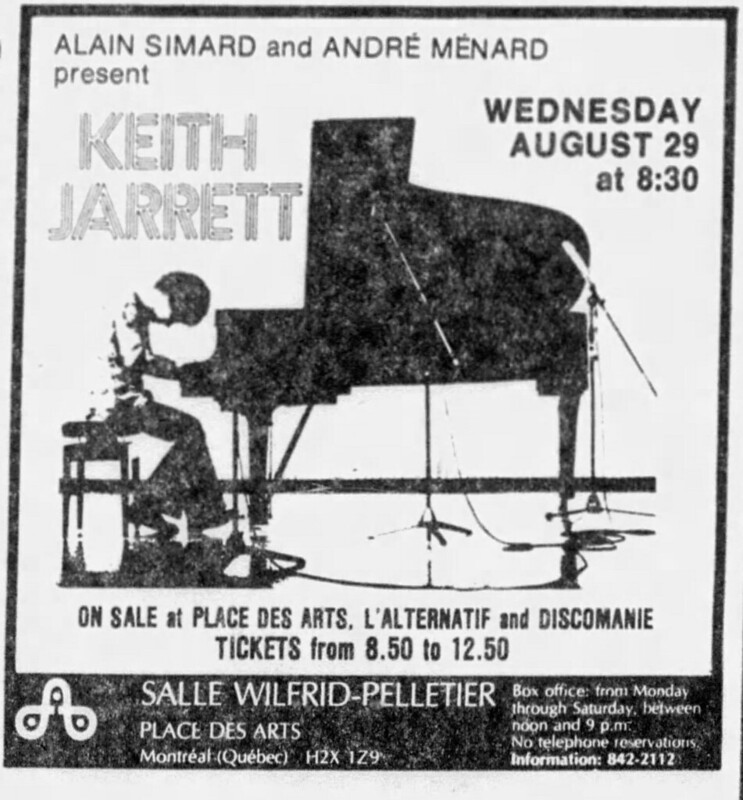 ALAIN SIMARD and ANDRÉ MÉNARD
present
KEITH
JARRETT
WEDNESDAY
AUGUST 29
at 8:30
ON SALE at PLACE DES ARTS, L'ALTERNATIF and DISCOMANIE
TICKETS from 8.50 to 12.50
SALLE WILFRID-PELLETIER
PLACE DES ARTS
Montréal (Québec) H2X 1Z9
Box office: from Monday
through Saturday, between
noon and 9 p.m.
No telephone reservations.
Information: 842-2112